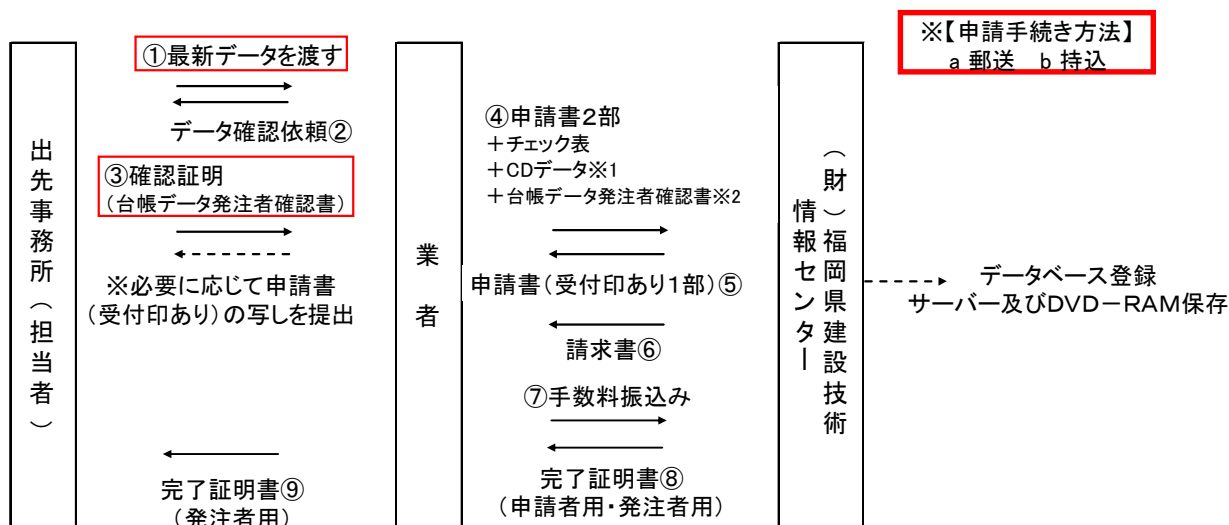 ※【申請手続き方法】
a 郵送　b 持込
出先事務所（担当者）
①最新データを渡す
データ確認依頼②
③確認証明
（台帳データ発注者確認書）
※必要に応じて申請書
（受付印あり）の写しを提出
完了証明書⑨
（発注者用）
業者
④申請書2部
＋チェック表
＋CDデータ※1
＋台帳データ発注者確認書※2
申請書（受付印あり1部）⑤
請求書⑥
⑦手数料振込み
完了証明書⑧
（申請者用・発注者用）
（財）福岡県建設技術
情報センター
データベース登録
サーバー及びDVD－RAM保存